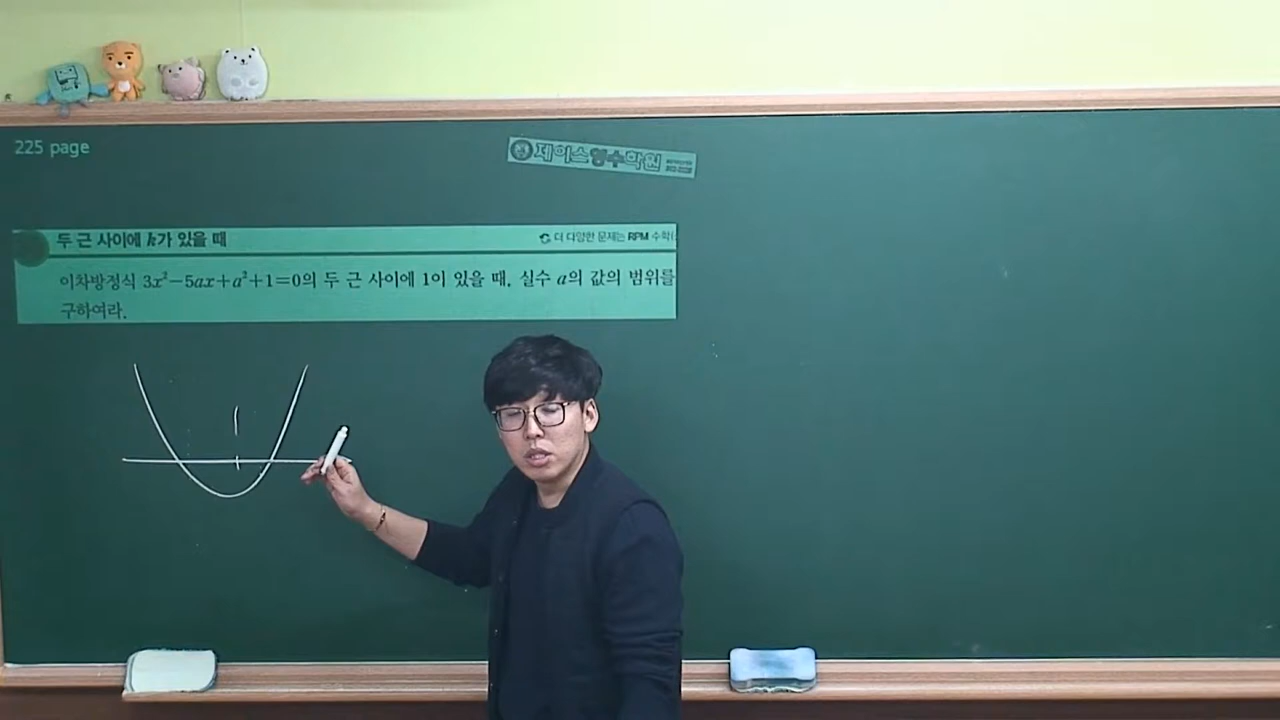 225 page
제이스영수학원
두 근 사이에 k가 있을 때
더 다양한 문제는 RPM 수학(
이차방정식 3x²-5ax+a²+1=0의 두 근 사이에 1이 있을 때, 실수 a의 값의 범위를
구하여라.
1